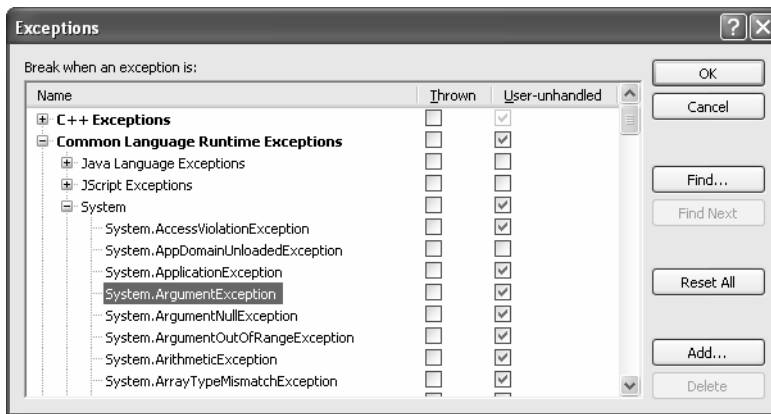 Exceptions
Break when an exception is:
Name Thrown User-unhandled
C++ Exceptions
Common Language Runtime Exceptions
Java Language Exceptions
JScript Exceptions
System
System.AccessViolationException
System.AppDomainUnloadedException
System.ApplicationException
System.ArgumentException
System.ArgumentNullException
System.ArgumentOutOfRangeException
System.ArithmeticException
System.ArrayTypeMismatchException
OK
Cancel
Find...
Find Next
Reset All
Add...
Delete